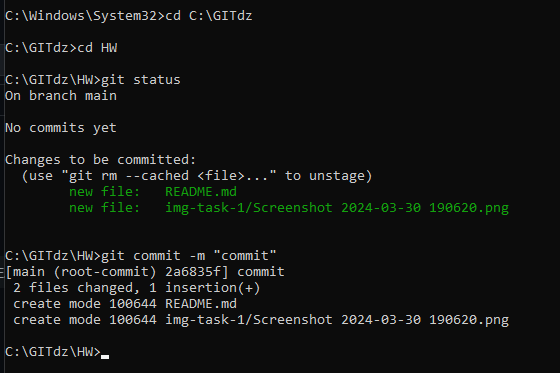 C:\Windows\System32>cd C:\GITdz
C:\GITdz>cd HW
C:\GITdz\HW>git status
On branch main
No commits yet
Changes to be committed:
(use "git rm --cached <file>..." to unstage)
new file:   README.md
new file:   img-task-1/Screenshot 2024-03-30 190620.png
C:\GITdz\HW>git commit -m "commit"
[main (root-commit) 2a6835f] commit
2 files changed, 1 insertion(+)
create mode 100644 README.md
create mode 100644 img-task-1/Screenshot 2024-03-30 190620.png
C:\GITdz\HW>